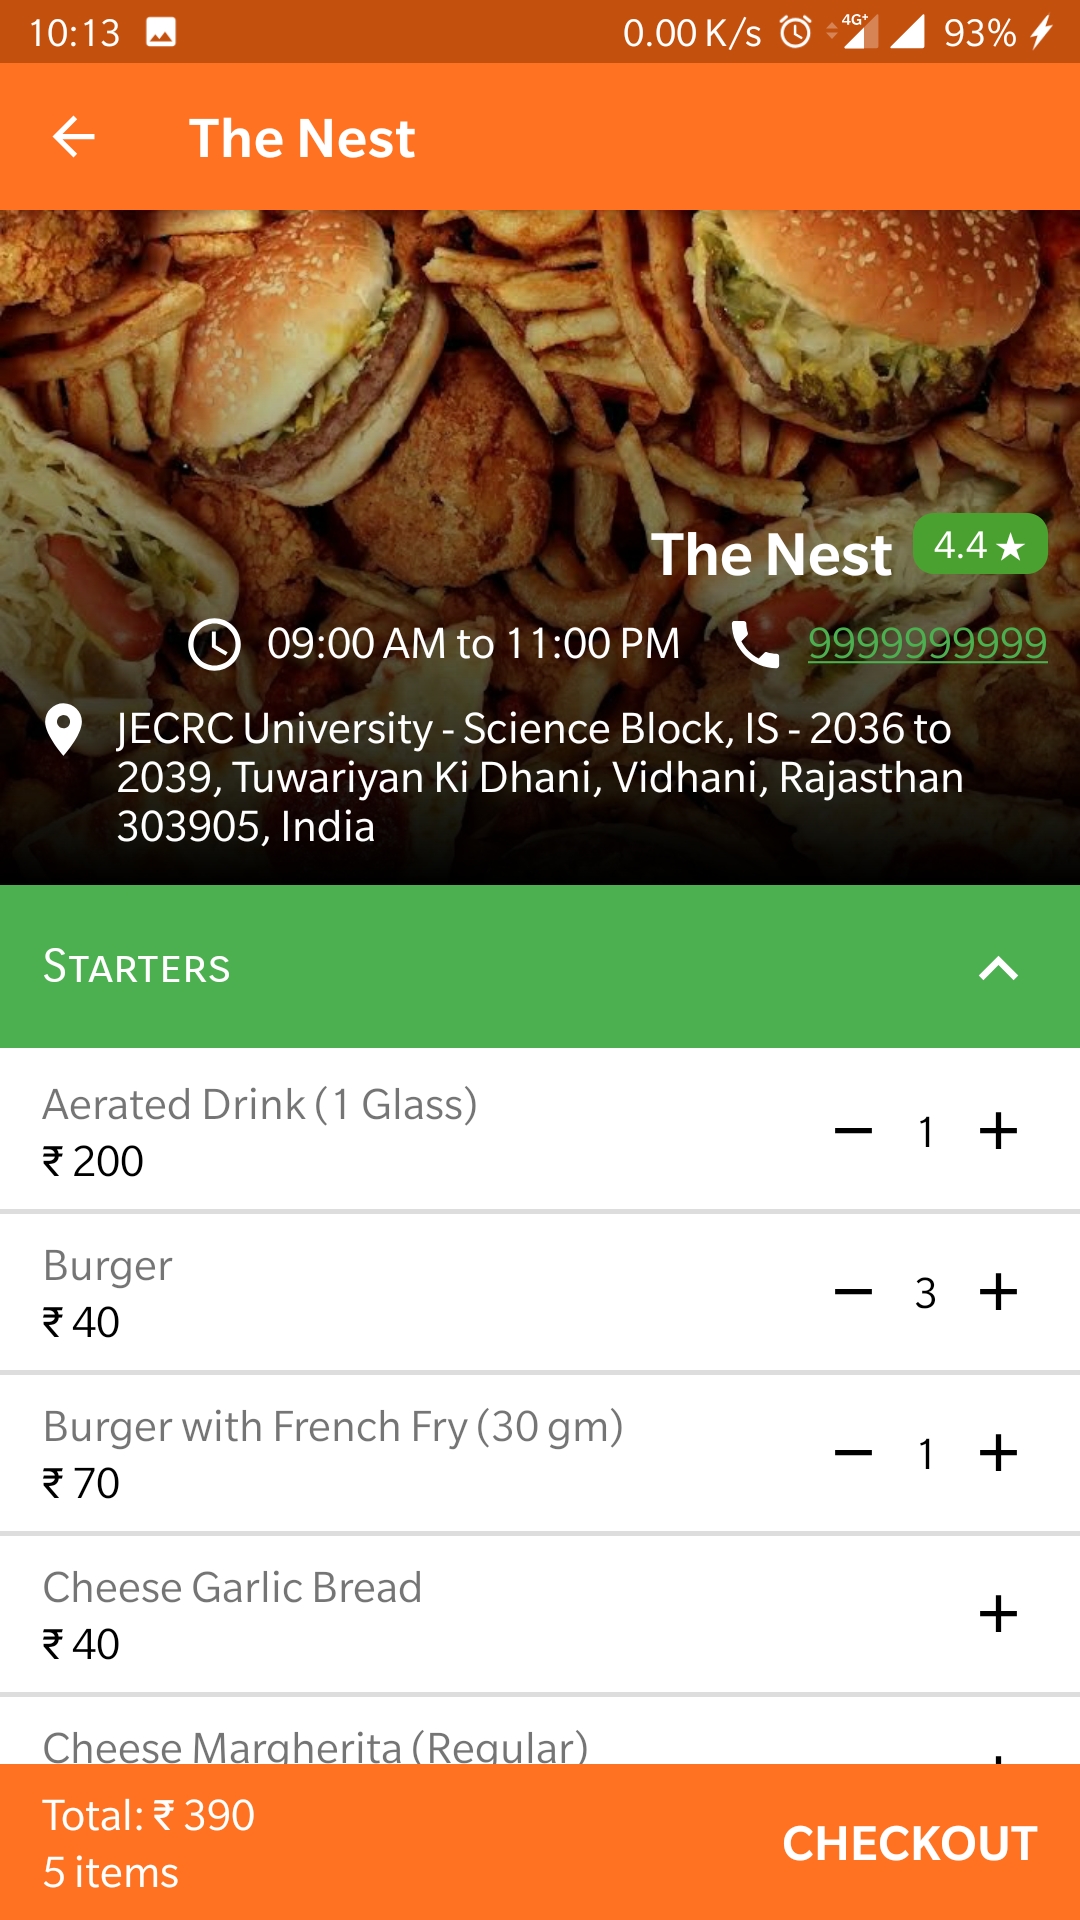 10:13 0.00 K/s 4G+ 93%
The Nest
The Nest 4.4 ★
09:00 AM to 11:00 PM 9999999999
JECRC University - Science Block, IS - 2036 to
2039, Tuwariyan Ki Dhani, Vidhani, Rajasthan
303905, India
STARTERS
Aerated Drink (1 Glass)
₹ 200
− 1 +
Burger
₹ 40
− 3 +
Burger with French Fry (30 gm)
₹ 70
− 1 +
Cheese Garlic Bread
₹ 40
+
Cheese Margherita (Regular)
Total: ₹ 390
5 items
CHECKOUT